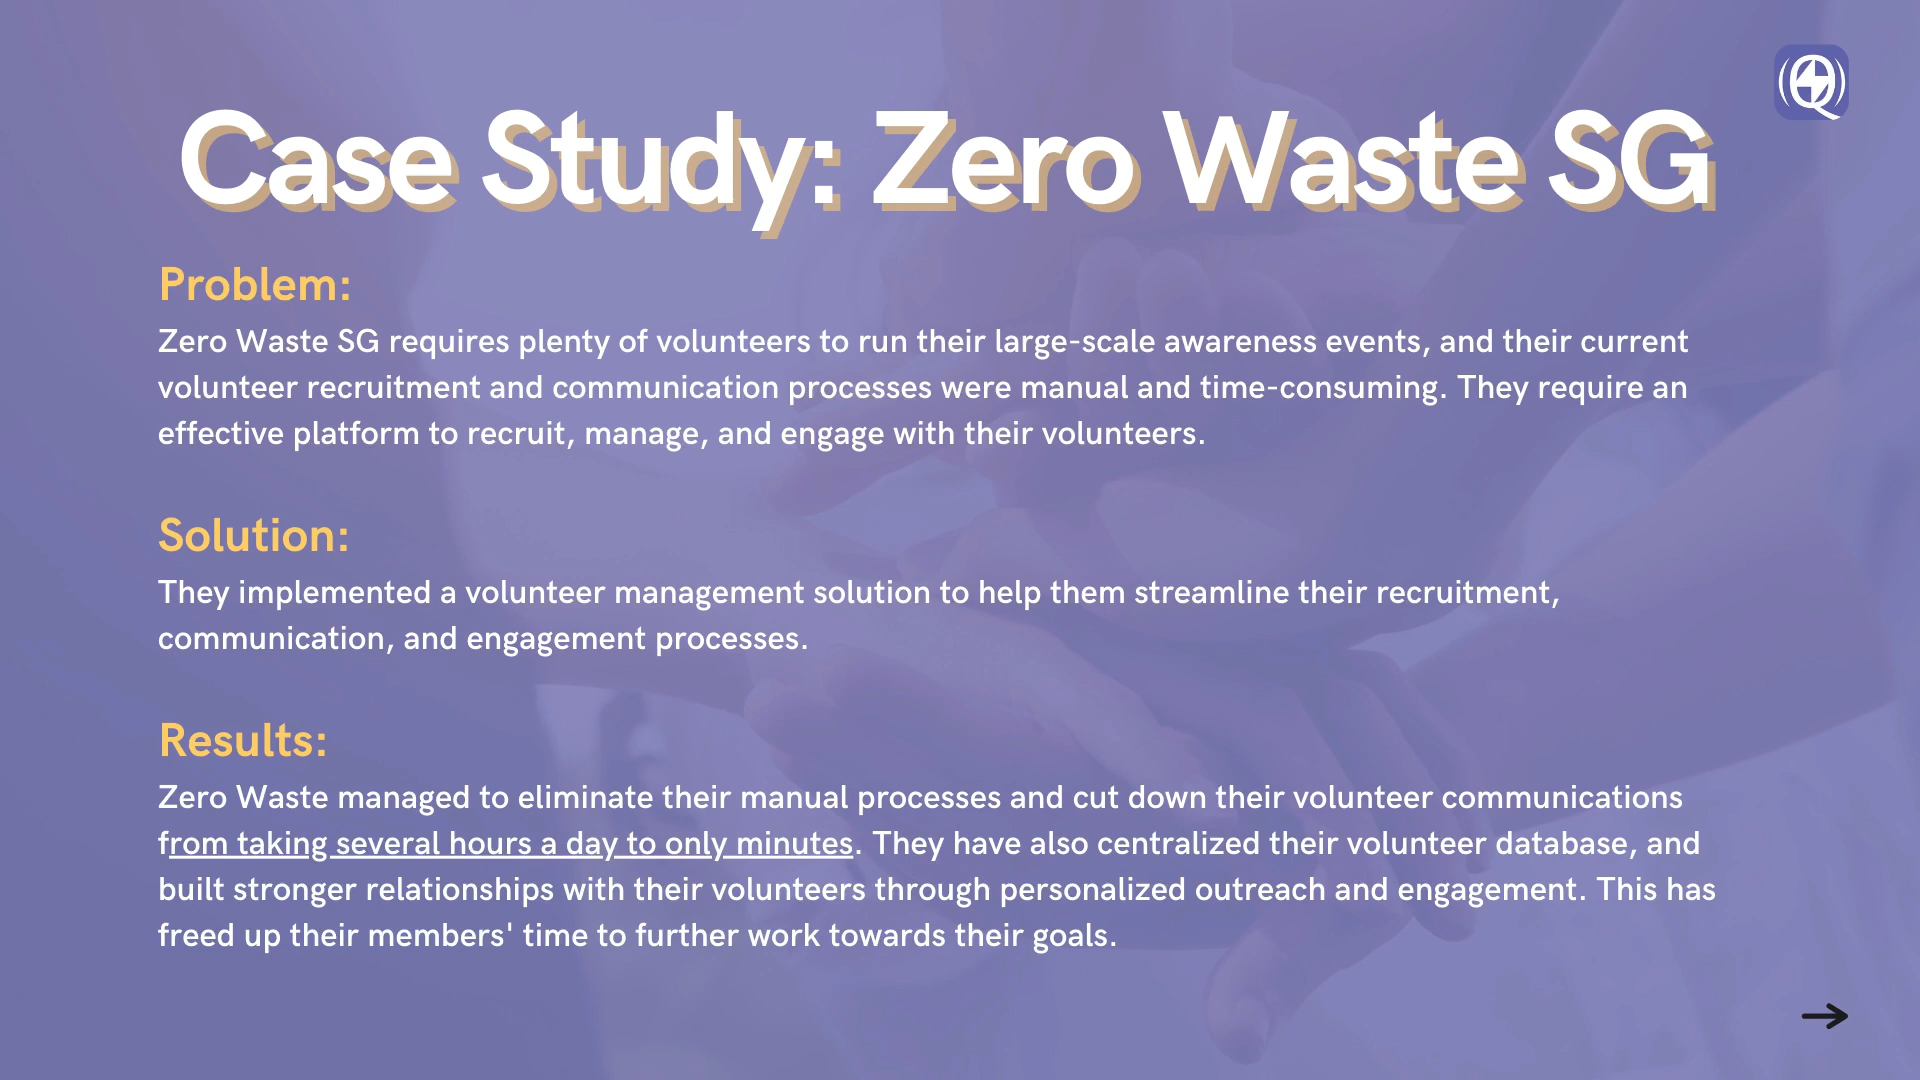 Case Study: Zero Waste SG
Problem:
Zero Waste SG requires plenty of volunteers to run their large-scale awareness events, and their current
volunteer recruitment and communication processes were manual and time-consuming. They require an
effective platform to recruit, manage, and engage with their volunteers.
Solution:
They implemented a volunteer management solution to help them streamline their recruitment,
communication, and engagement processes.
Results:
Zero Waste managed to eliminate their manual processes and cut down their volunteer communications
from taking several hours a day to only minutes. They have also centralized their volunteer database, and
built stronger relationships with their volunteers through personalized outreach and engagement. This has
freed up their members' time to further work towards their goals.